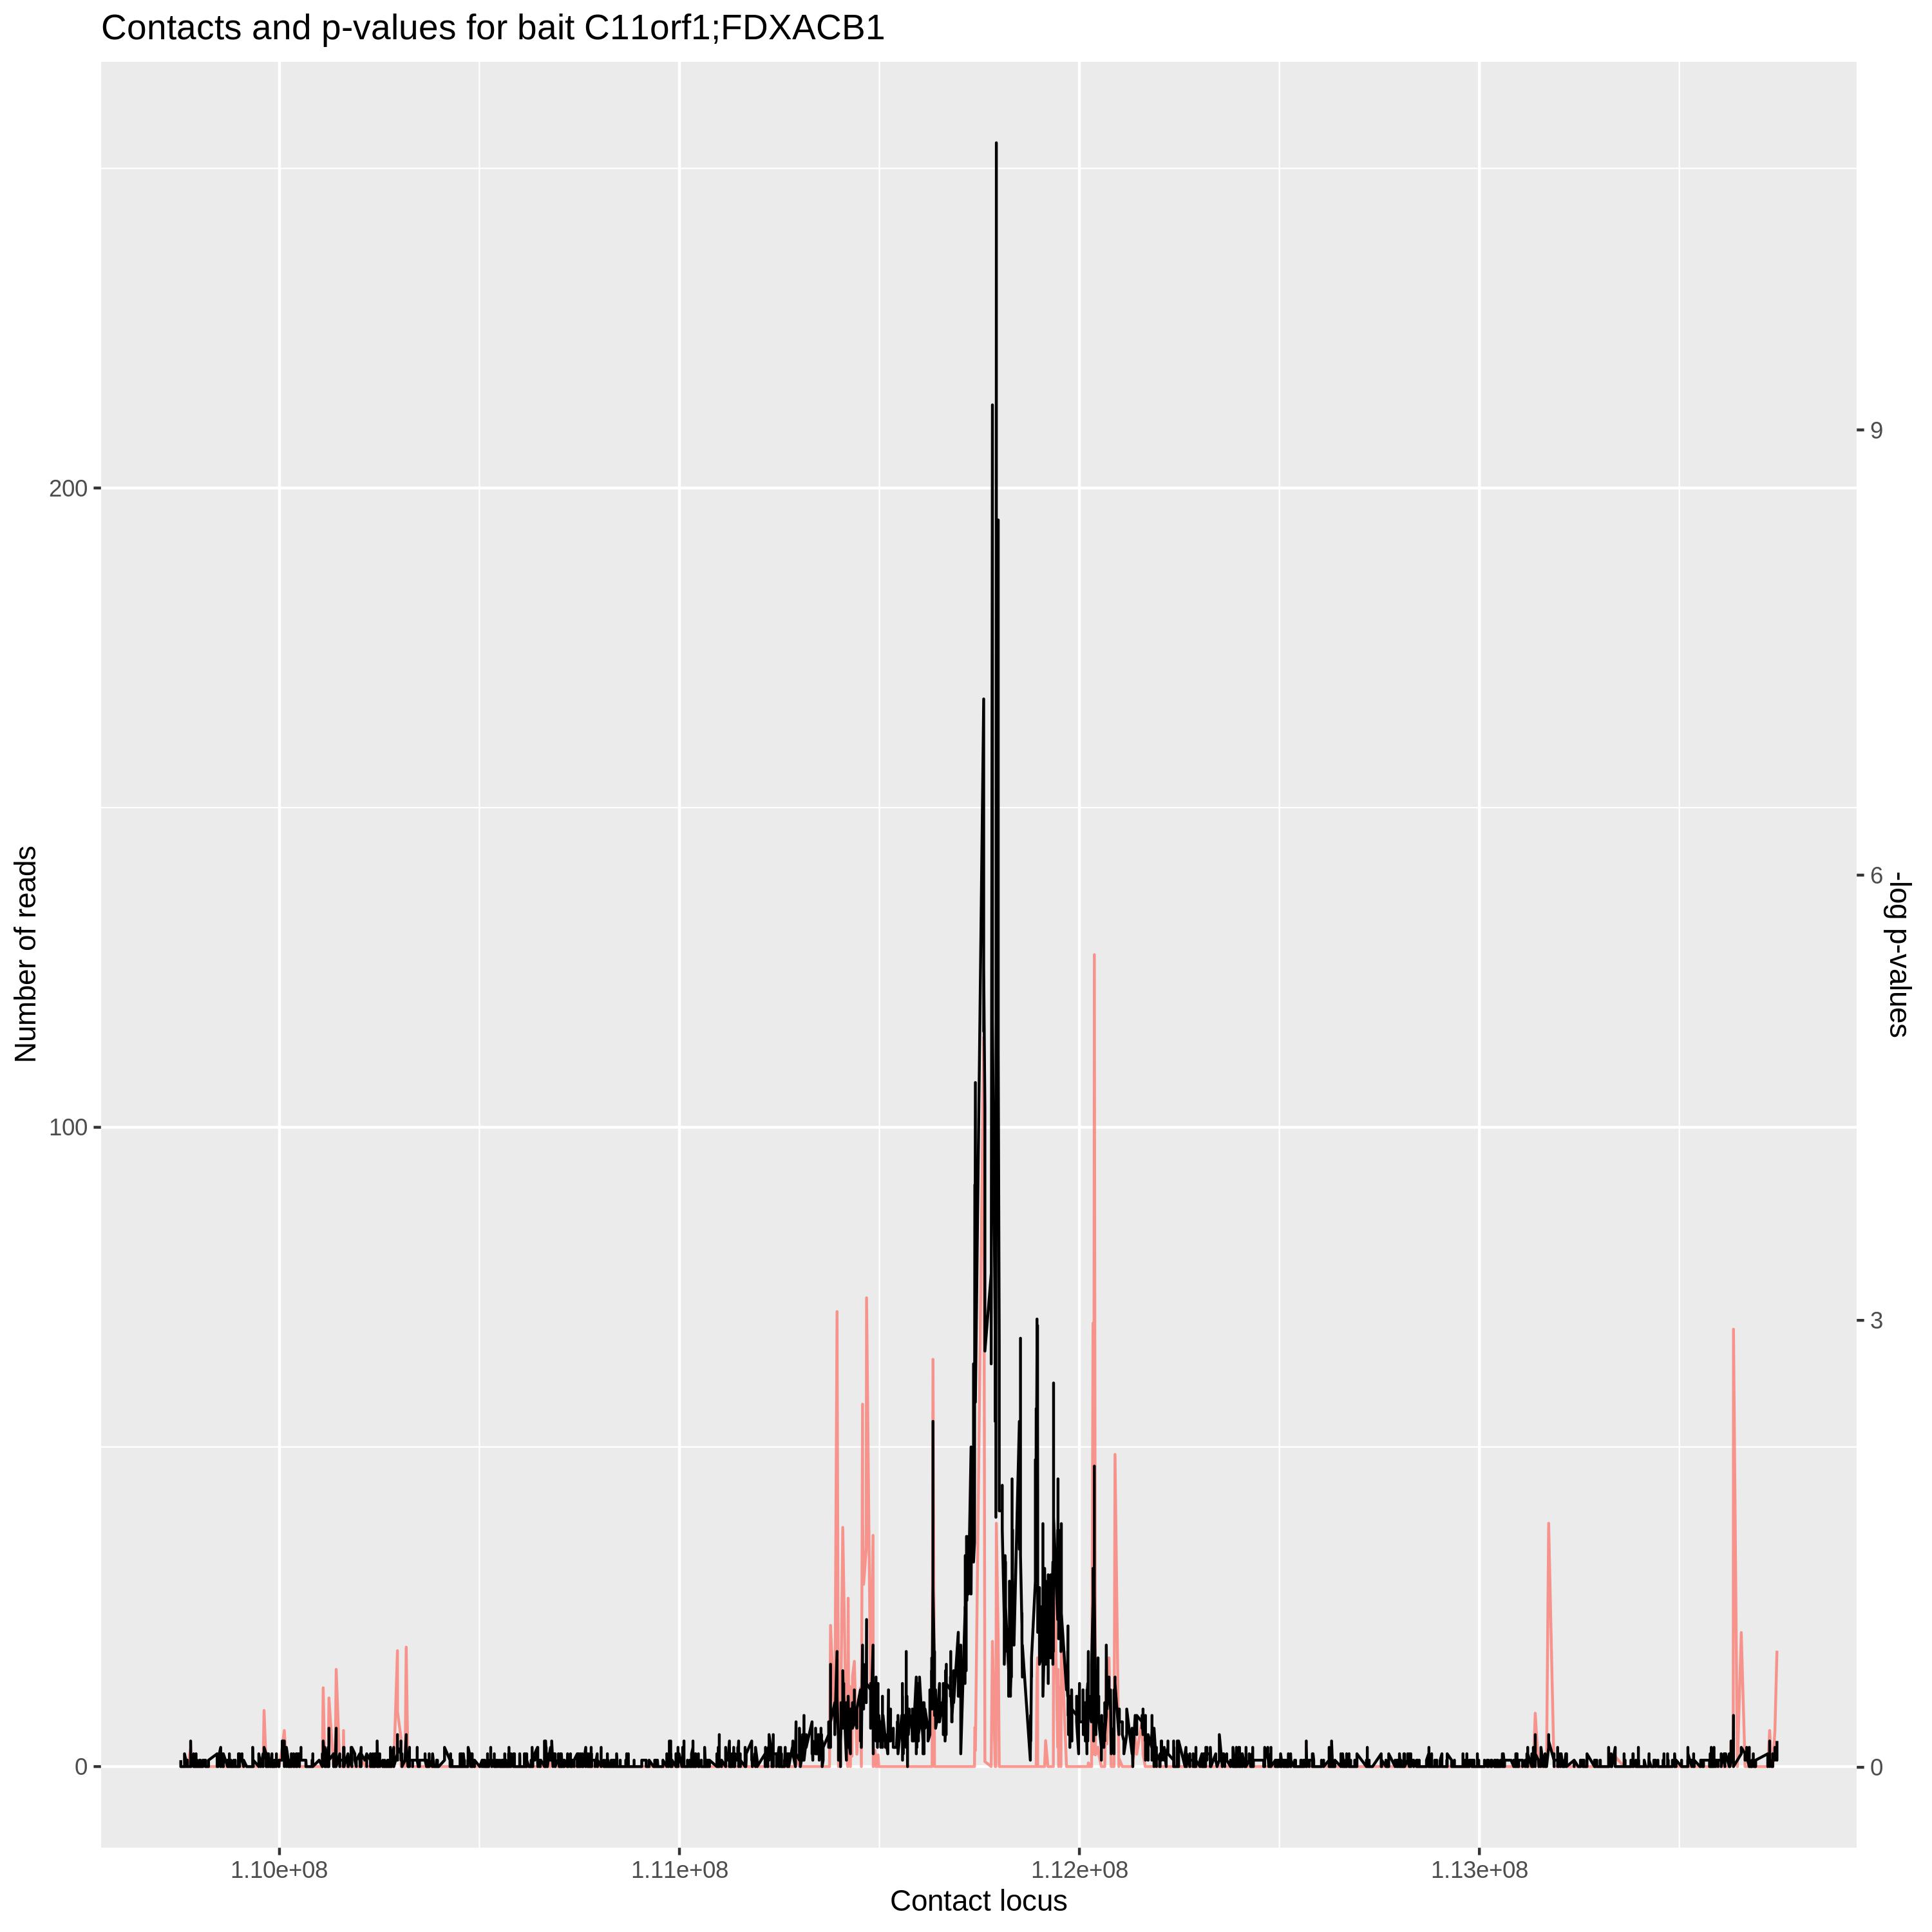 Contacts and p-values for bait C11orf1;FDXACB1
Number of reads
200
100
0
9
6
3
0
-log p-values
1.10e+08
1.11e+08
1.12e+08
1.13e+08
Contact locus